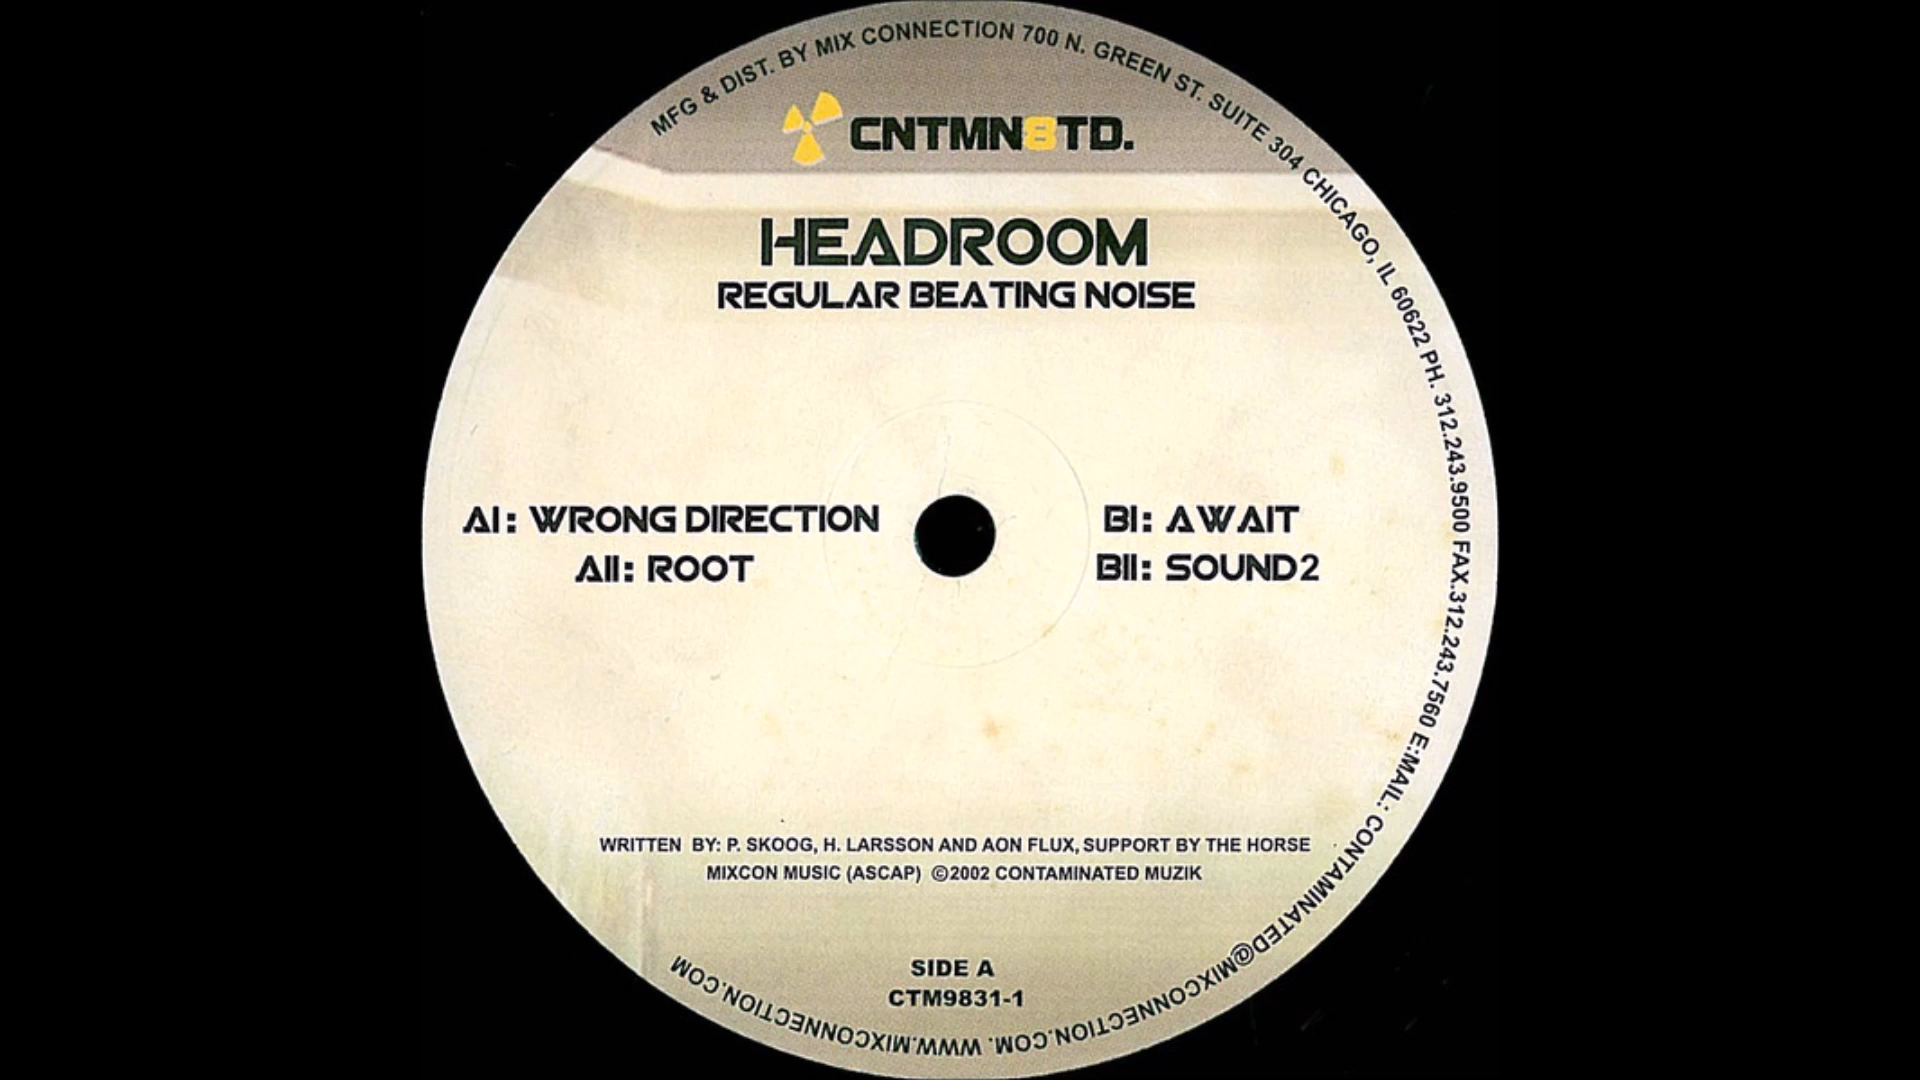 MFG & DIST. BY MIX CONNECTION 700 N. GREEN ST. SUITE 304 CHICAGO, IL 60622 PH. 312.243.9500 FAX.312.243.7560 E:MAIL.: CONTAMINATED@MIXCONNECTION.COM. WWW.MIXCONNECTION.COM
CNTMN8TD.
HEADROOM
REGULAR BEATING NOISE
AI: WRONG DIRECTION
AII: ROOT
BI: AWAIT
BII: SOUND2
WRITTEN BY: P. SKOOG, H. LARSSON AND AON FLUX, SUPPORT BY THE HORSE
MIXCON MUSIC (ASCAP) ©2002 CONTAMINATED MUZIK
SIDE A
CTM9831-1